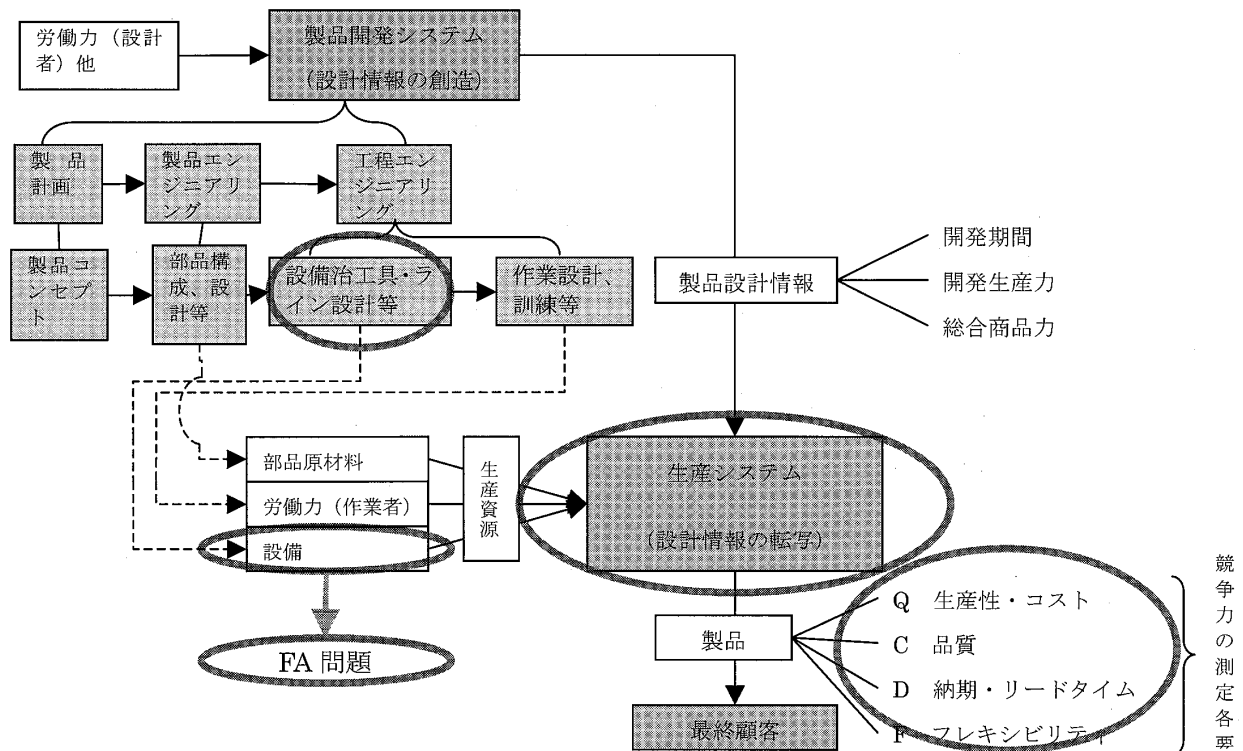 労働力（設計
者）他
製品開発システム
（設計情報の創造）
製品
計画
製品エン
ジニアリ
ング
工程エン
ジニアリ
ング
製品コ
ンセプ
ト
部品構
成、設
計等
設備治工具・ラ
イン設計等
作業設計、
訓練等
製品設計情報
開発期間
開発生産力
総合商品力
部品原材料
労働力（作業者）
設備
生産資源
生産システム
（設計情報の転写）
FA 問題
製品
Q 生産性・コスト
C 品質
D 納期・リードタイム
F フレキシビリティ
最終顧客
競争力の測定各要